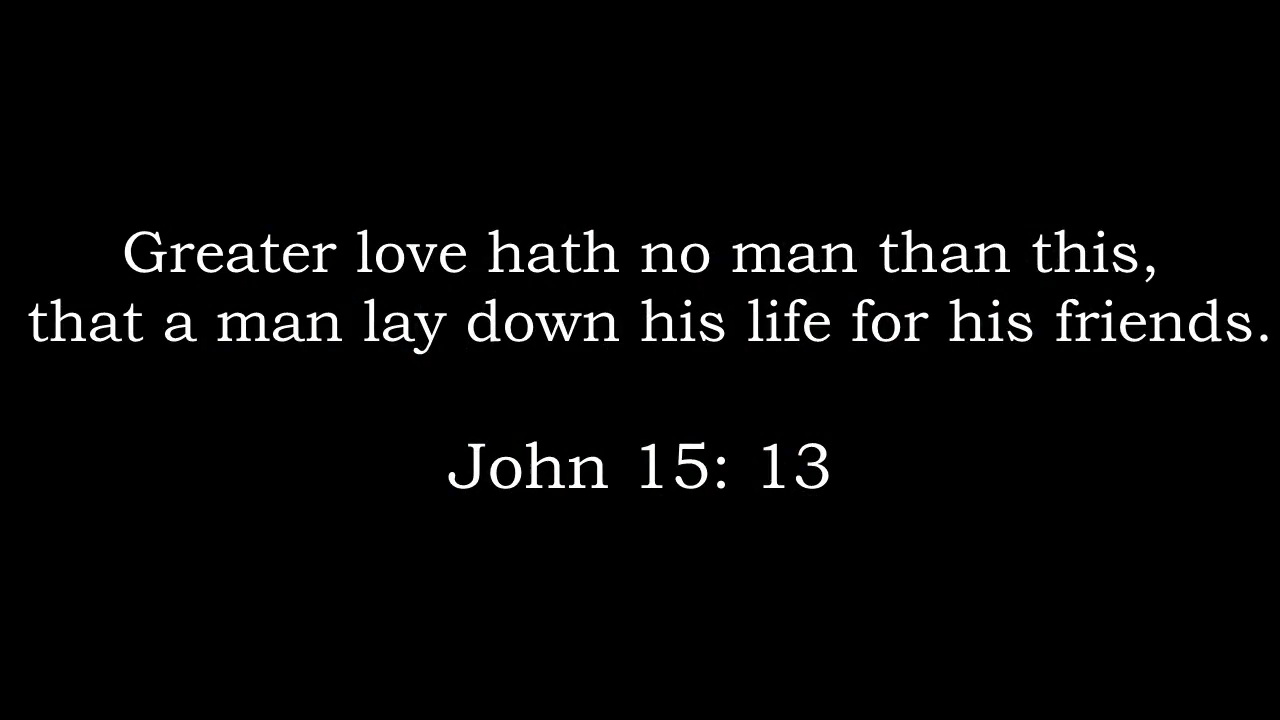 Greater love hath no man than this,
that a man lay down his life for his friends.
John 15: 13